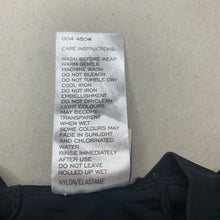 004 4504
CARE INSTRUCTIONS:
WASH BEFORE WEAR
WARM GENTLE
MACHINE WASH
DO NOT BLEACH
DO NOT TUMBLE DRY
COOL IRON
DO NOT IRON
EMBELLISHMENT
DO NOT DRYCLEAN
LIGHT COLOURS
MAY BECOME
TRANSPARENT
WHEN WET
SOME COLOURS MAY
FADE IN SUNLIGHT
AND CHLORINATED
WATER
RINSE IMMEDIATELY
AFTER USE
DO NOT LEAVE
ROLLED UP WET
NYLON/ELASTANE